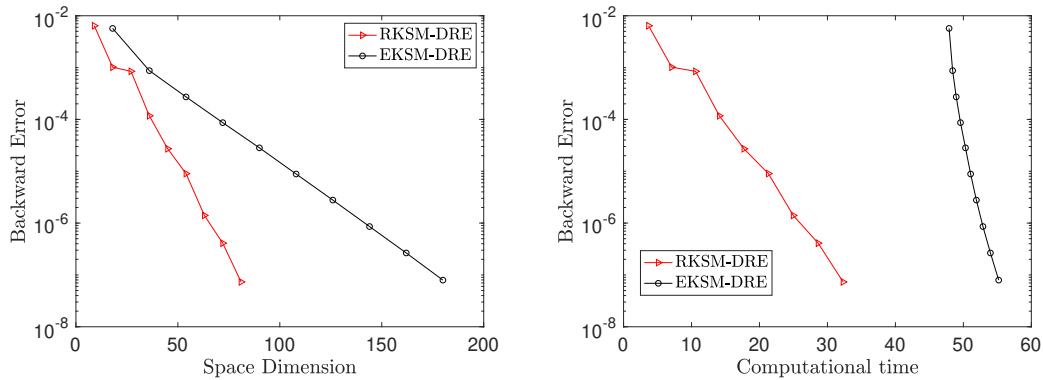 10^-2
10^-4
10^-6
10^-8
Backward Error
0 50 100 150 200
Space Dimension
RKSM-DRE
EKSM-DRE
10^-2
10^-4
10^-6
10^-8
Backward Error
0 10 20 30 40 50 60
Computational time
RKSM-DRE
EKSM-DRE